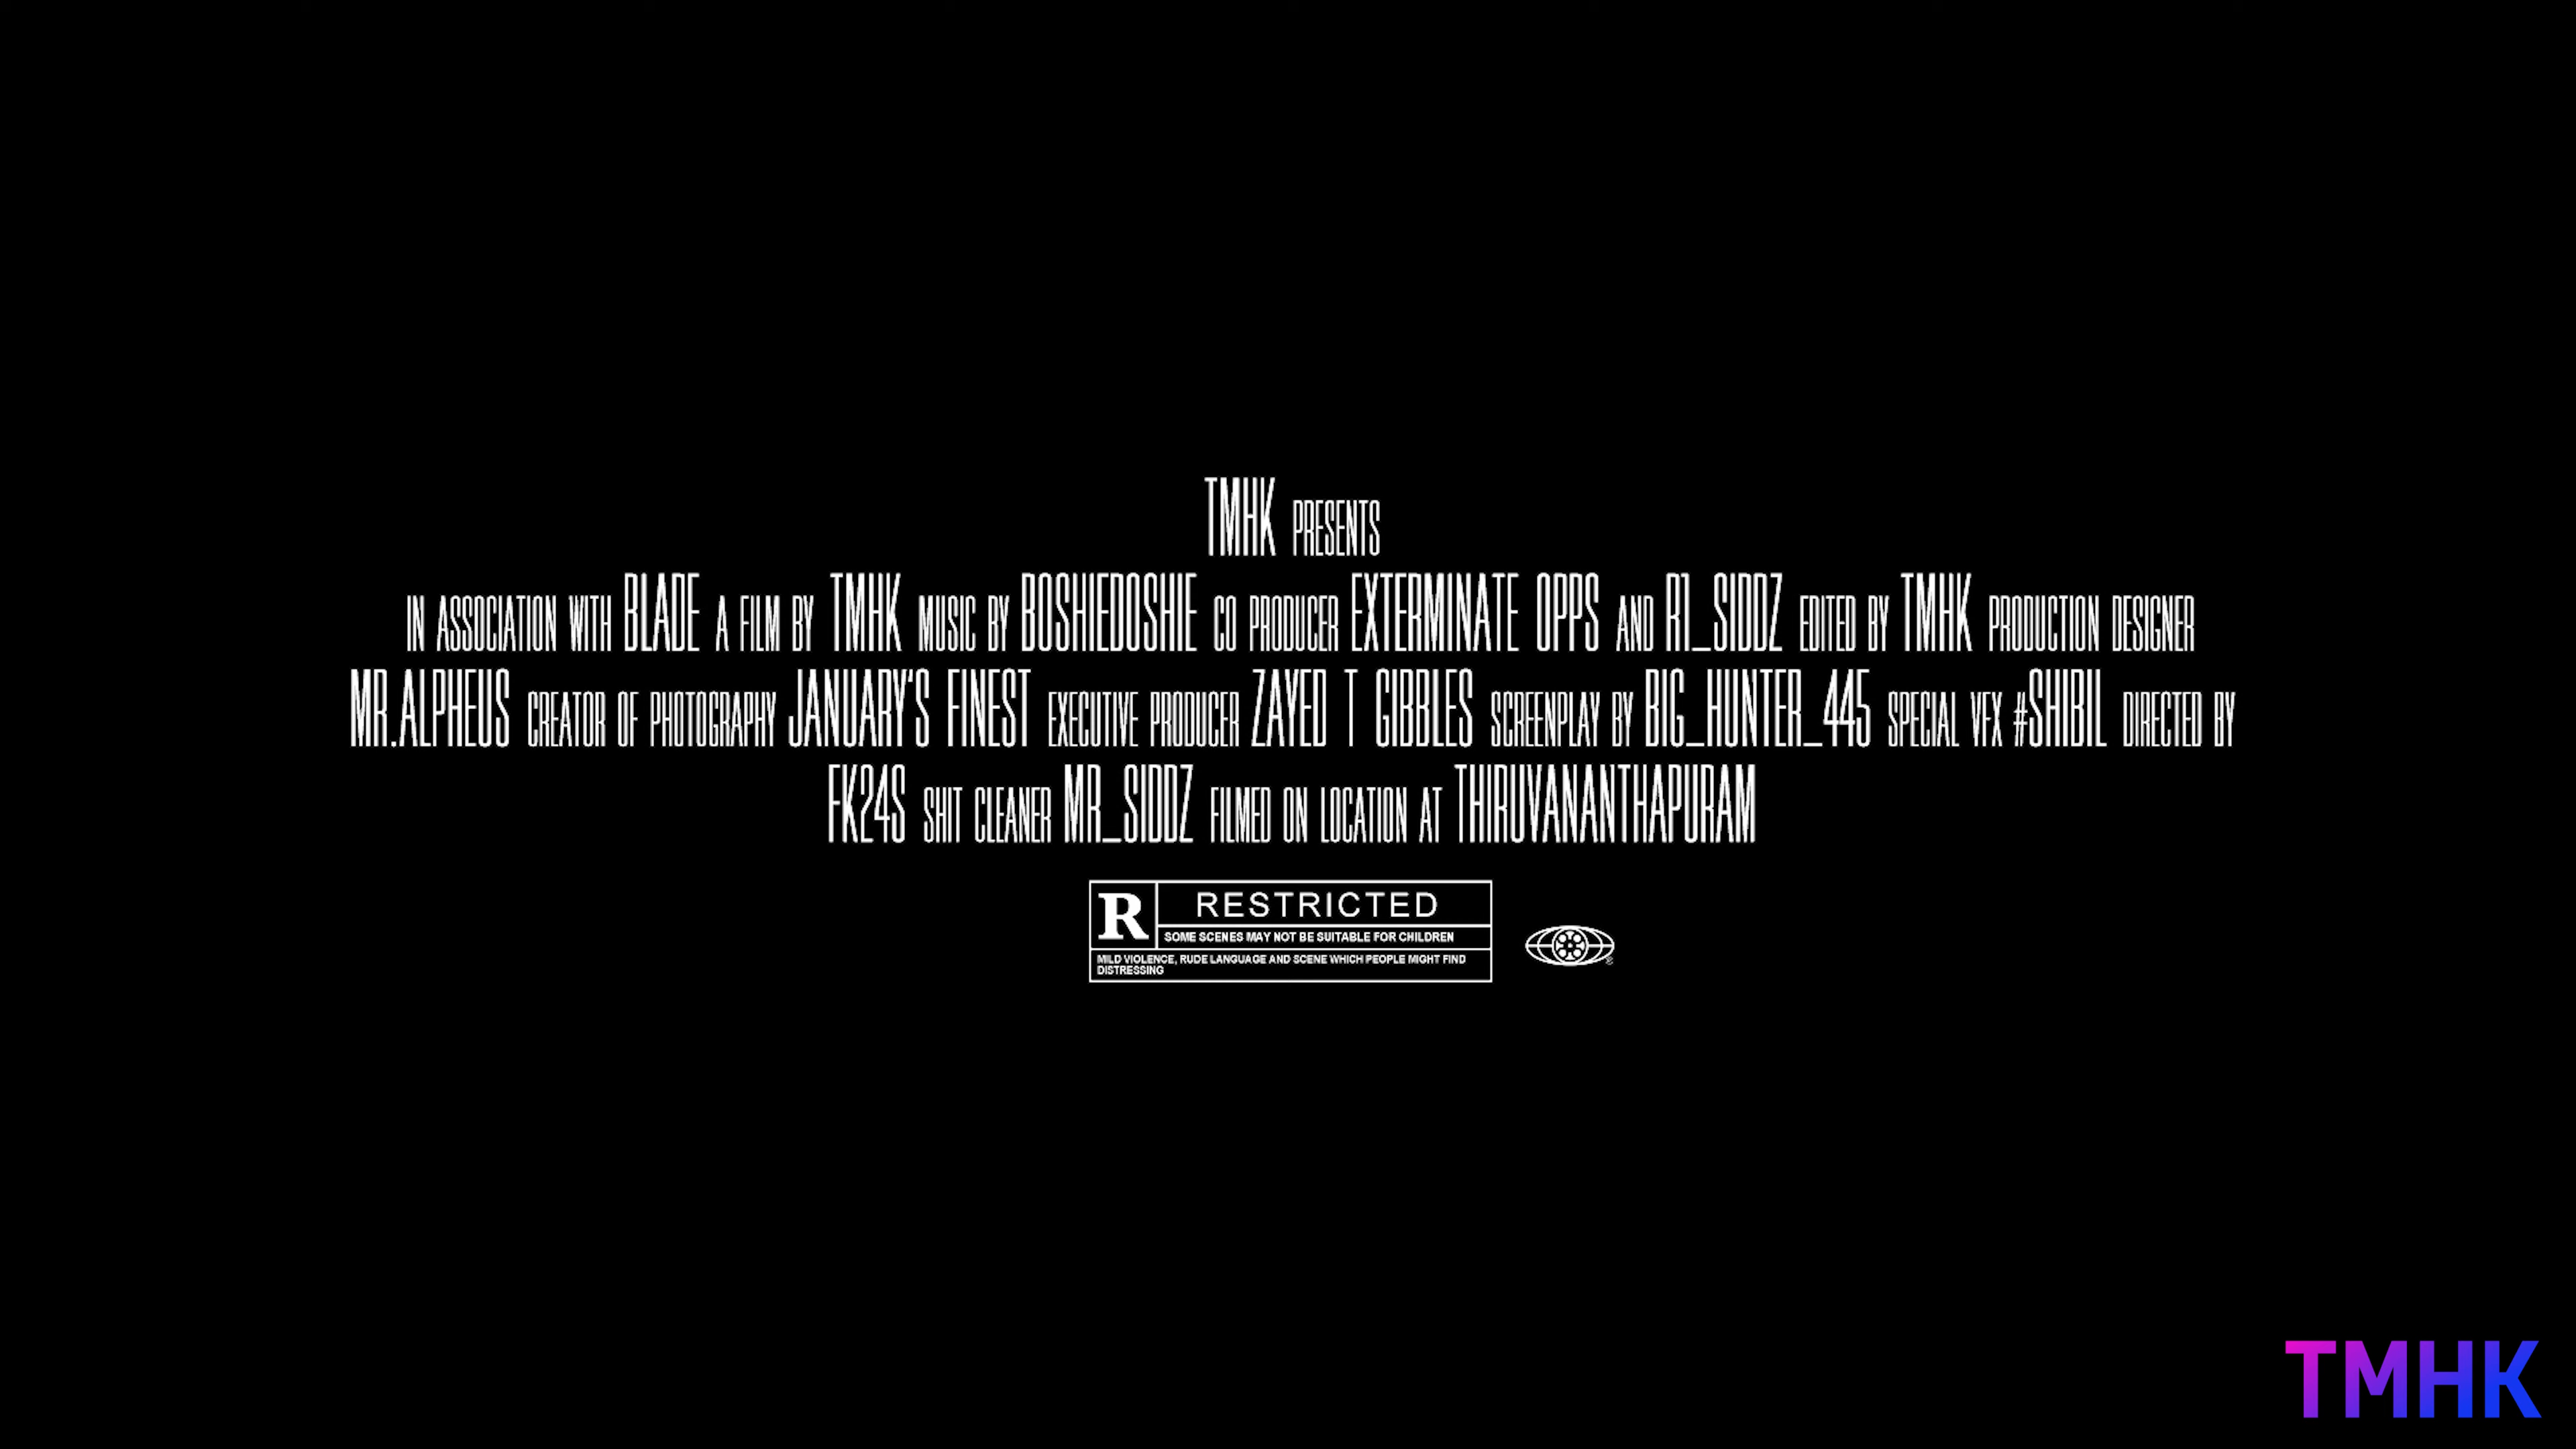 TMHK PRESENTS
IN ASSOCIATION WITH BLADE A FILM BY TMHK MUSIC BY BOSHIEDOSHIE CO PRODUCER EXTERMINATE OPPS AND R1_SIDDZ EDITED BY TMHK PRODUCTION DESIGNER
MR.ALPHEUS CREATOR OF PHOTOGRAPHY JANUARY'S FINEST EXECUTIVE PRODUCER ZAYED T GIBBLES SCREENPLAY BY BIG_HUNTER_445 SPECIAL VFX #SHIBIL DIRECTED BY
FK24S SHIT CLEANER MR_SIDDZ FILMED ON LOCATION AT THIRUVANANTHAPURAM
R RESTRICTED
SOME SCENES MAY NOT BE SUITABLE FOR CHILDREN
MILD VIOLENCE, RUDE LANGUAGE AND SCENE WHICH PEOPLE MIGHT FIND
DISTRESSING
TMHK